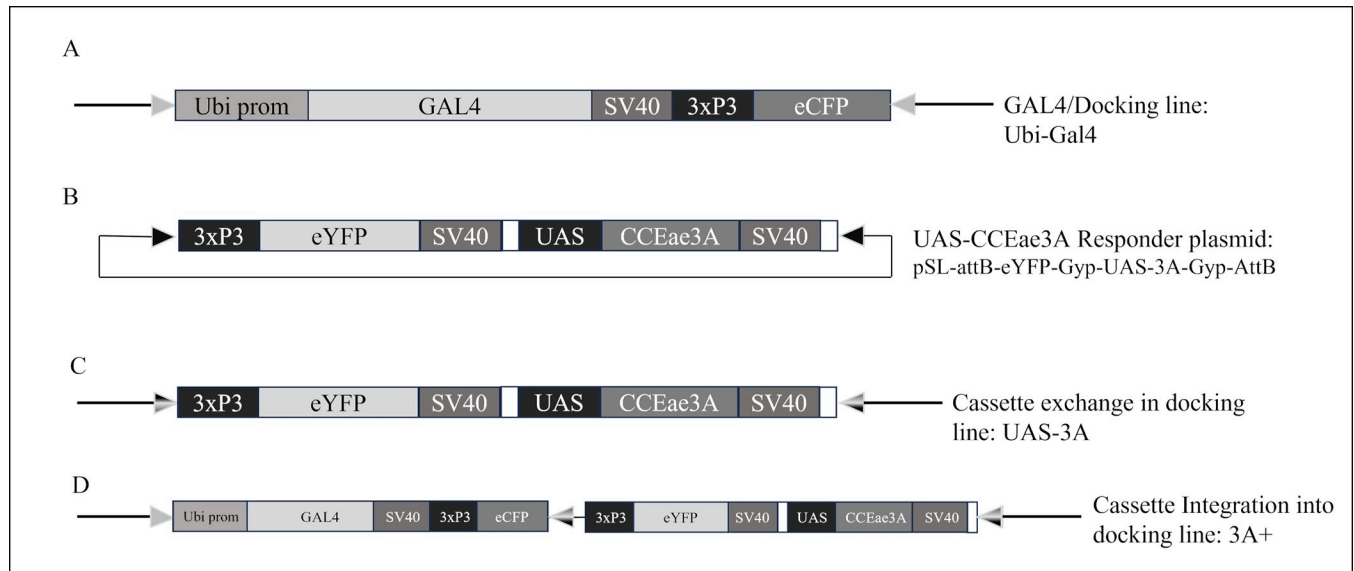 A
Ubi prom GAL4 SV40 3xP3 eCFP
GAL4/Docking line:
Ubi-Gal4
B
3xP3 eYFP SV40 UAS CCEae3A SV40
UAS-CCEae3A Responder plasmid:
pSL-attB-eYFP-Gyp-UAS-3A-Gyp-AttB
C
3xP3 eYFP SV40 UAS CCEae3A SV40
Cassette exchange in docking
line: UAS-3A
D
Ubi prom GAL4 SV40 3xP3 eCFP 3xP3 eYFP SV40 UAS CCEae3A SV40
Cassette Integration into
docking line: 3A+